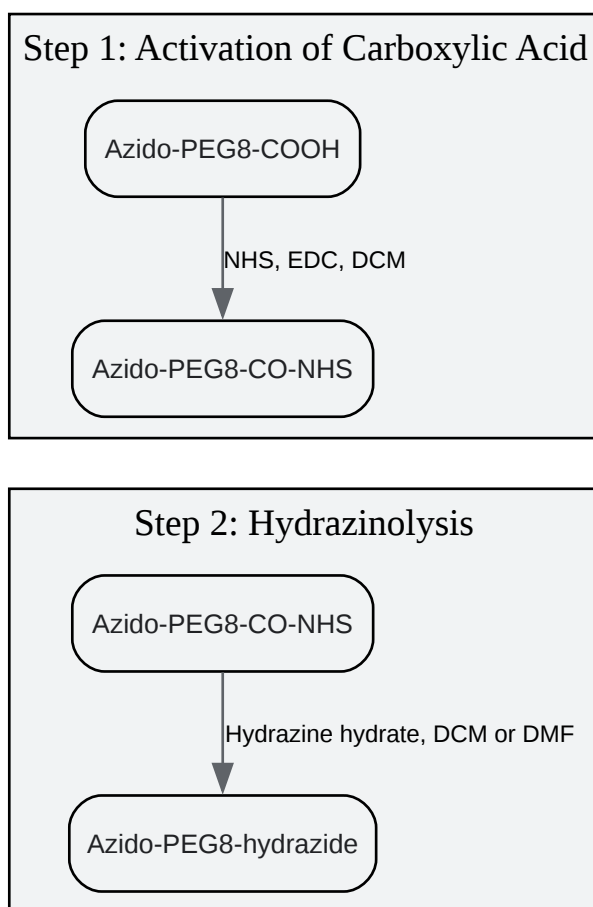 Step 1: Activation of Carboxylic Acid
Azido-PEG8-COOH
NHS, EDC, DCM
Azido-PEG8-CO-NHS
Step 2: Hydrazinolysis
Azido-PEG8-CO-NHS
Hydrazine hydrate, DCM or DMF
Azido-PEG8-hydrazide